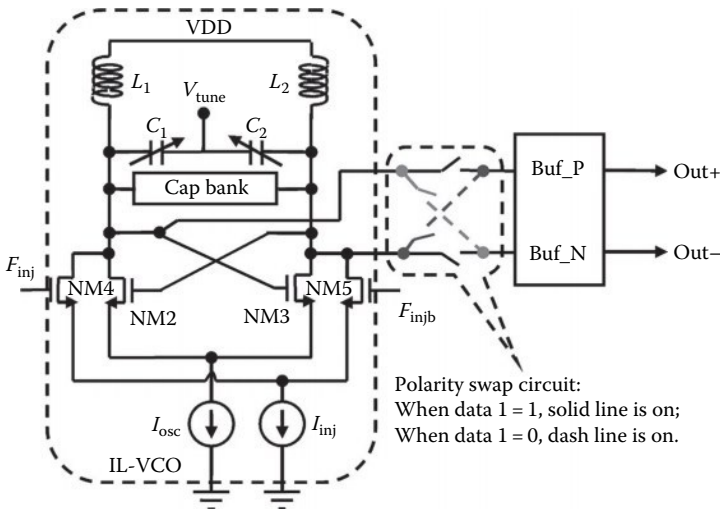 VDD
L1
L2
Vtune
C1
C2
Cap bank
Buf_P
Out+
Buf_N
Out−
Finj
NM4
NM5
NM2
NM3
Finjb
Polarity swap circuit:
When data 1 = 1, solid line is on;
When data 1 = 0, dash line is on.
Iosc
Iinj
IL-VCO